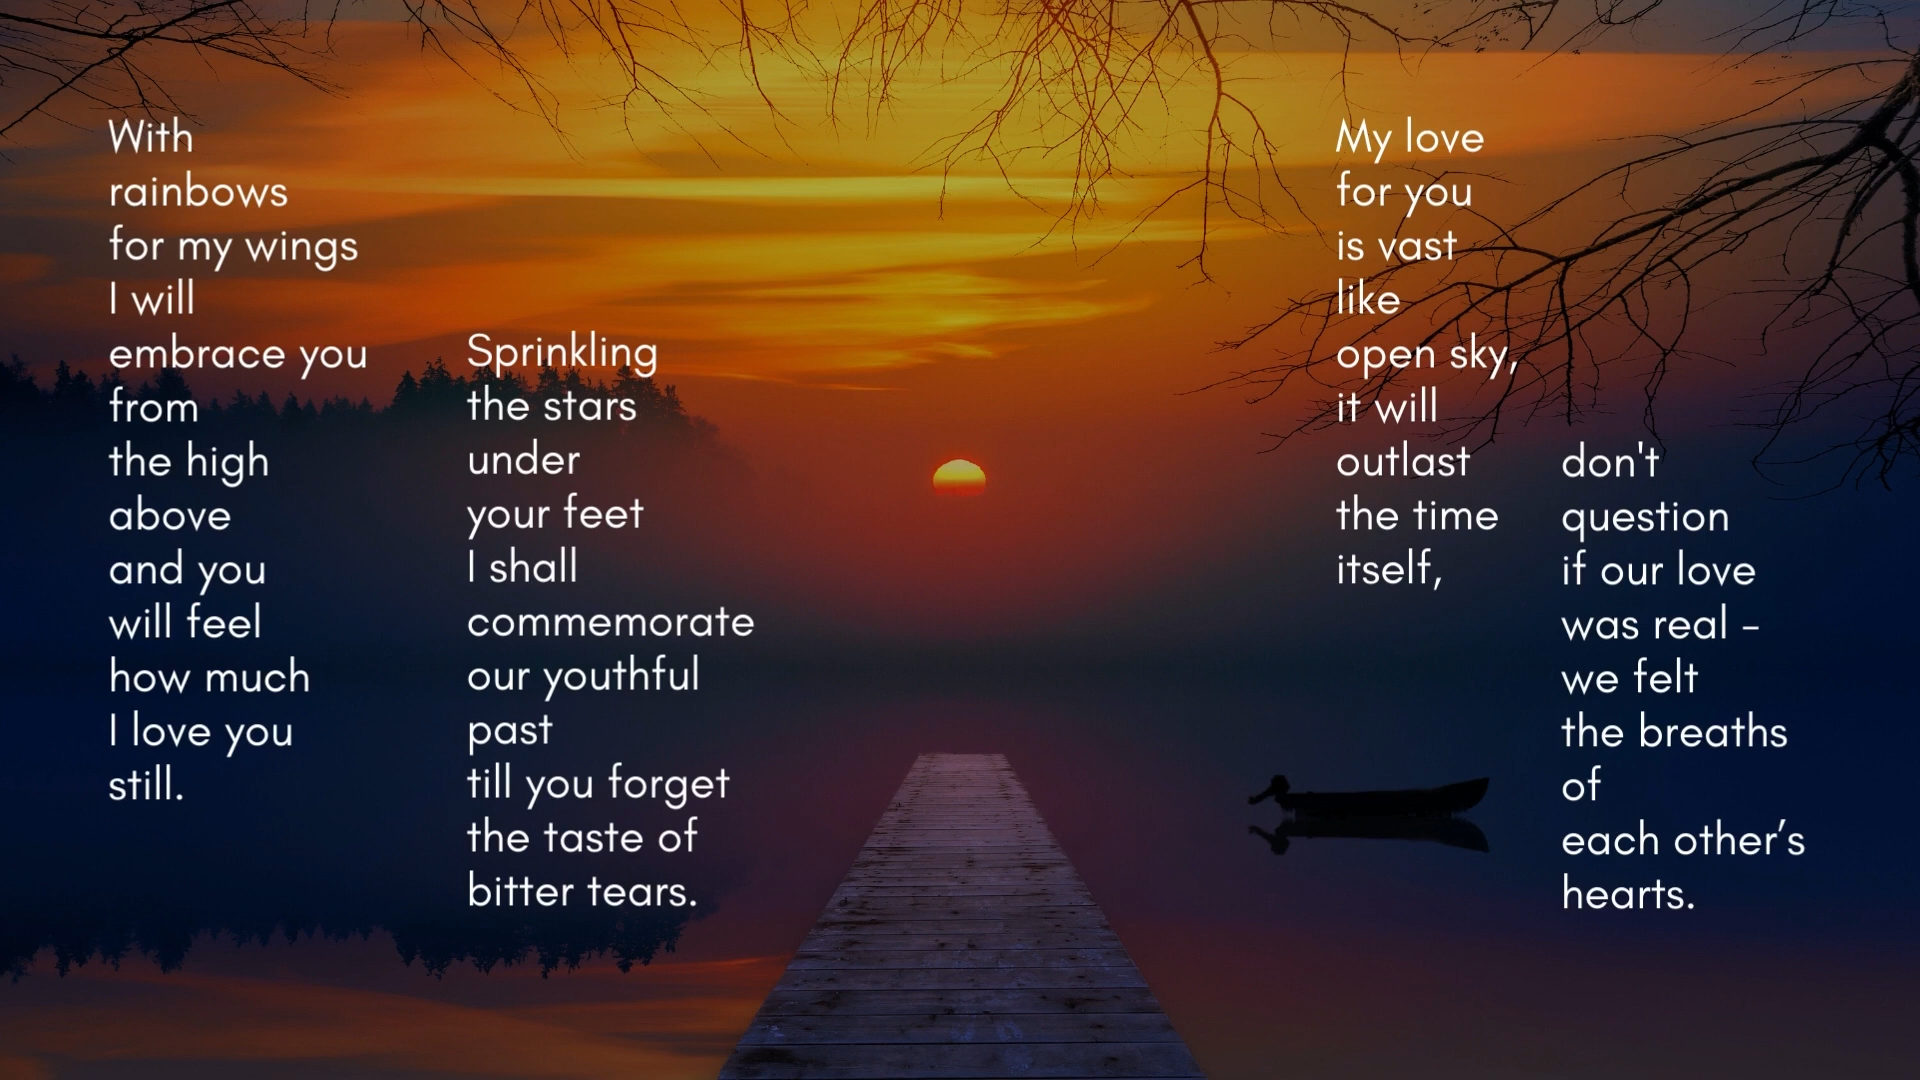 With
rainbows
for my wings
I will
embrace you
from
the high
above
and you
will feel
how much
I love you
still.
Sprinkling
the stars
under
your feet
I shall
commemorate
our youthful
past
till you forget
the taste of
bitter tears.
My love
for you
is vast
like
open sky,
it will
outlast
the time
itself,
don't
question
if our love
was real –
we felt
the breaths
of
each other’s
hearts.